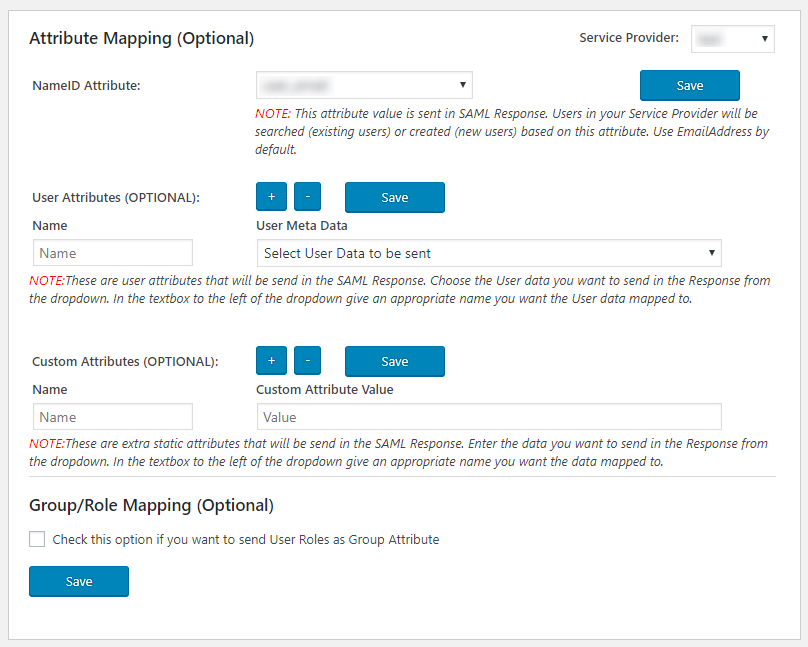 Attribute Mapping (Optional)
Service Provider:
NameID Attribute:
Save
NOTE: This attribute value is sent in SAML Response. Users in your Service Provider will be
searched (existing users) or created (new users) based on this attribute. Use EmailAddress by
default.
User Attributes (OPTIONAL):
+
-
Save
Name
User Meta Data
Name
Select User Data to be sent
NOTE:These are user attributes that will be send in the SAML Response. Choose the User data you want to send in the Response from
the dropdown. In the textbox to the left of the dropdown give an appropriate name you want the User data mapped to.
Custom Attributes (OPTIONAL):
+
-
Save
Name
Custom Attribute Value
Name
Value
NOTE:These are extra static attributes that will be send in the SAML Response. Enter the data you want to send in the Response from
the dropdown. In the textbox to the left of the dropdown give an appropriate name you want the data mapped to.
Group/Role Mapping (Optional)
Check this option if you want to send User Roles as Group Attribute
Save